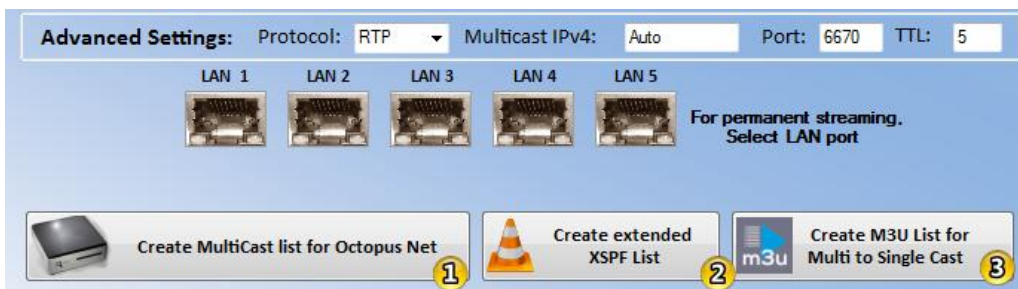 Advanced Settings: Protocol: RTP Multicast IPv4: Auto Port: 6670 TTL: 5
LAN 1 LAN 2 LAN 3 LAN 4 LAN 5
For permanent streaming.
Select LAN port
Create MultiCast list for Octopus Net
1
Create extended
XSPF List
2
m3u
Create M3U List for
Multi to Single Cast
3